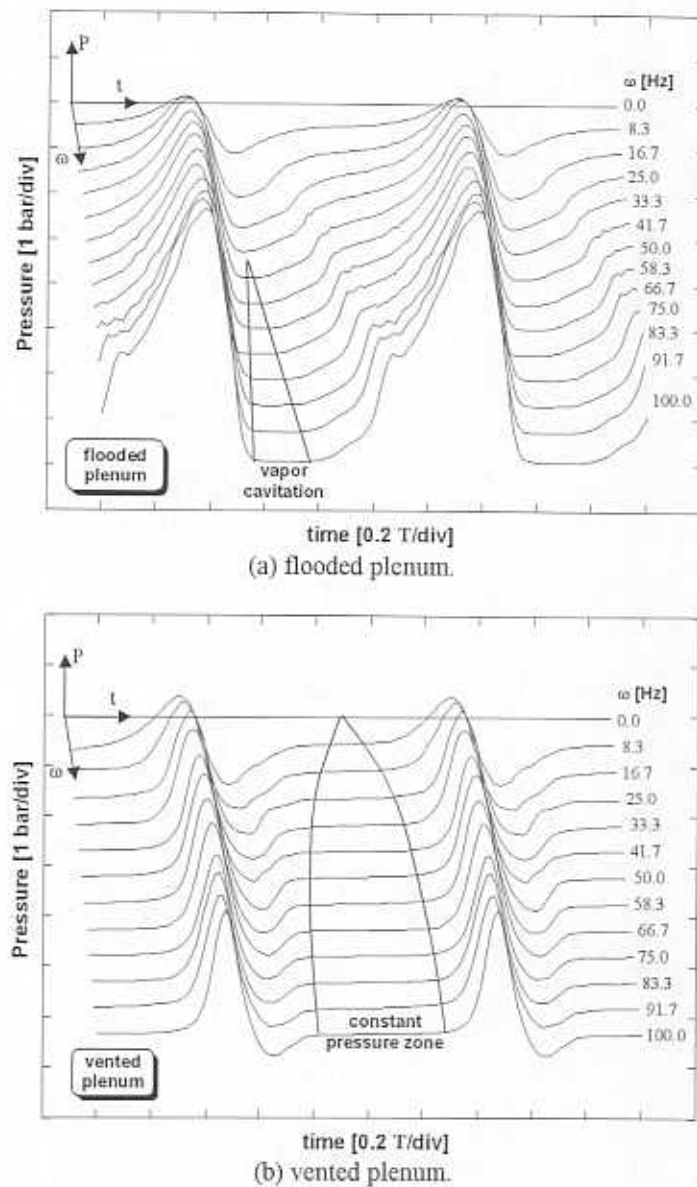 P
t
ω
ω [Hz]
0.0
8.3
16.7
25.0
33.3
41.7
50.0
58.3
66.7
75.0
83.3
91.7
100.0
Pressure [1 bar/div]
flooded
plenum
vapor
cavitation
time [0.2 T/div]
(a) flooded plenum.
P
t
ω
ω [Hz]
0.0
8.3
16.7
25.0
33.3
41.7
50.0
58.3
66.7
75.0
83.3
91.7
100.0
Pressure [1 bar/div]
constant
pressure zone
vented
plenum
time [0.2 T/div]
(b) vented plenum.